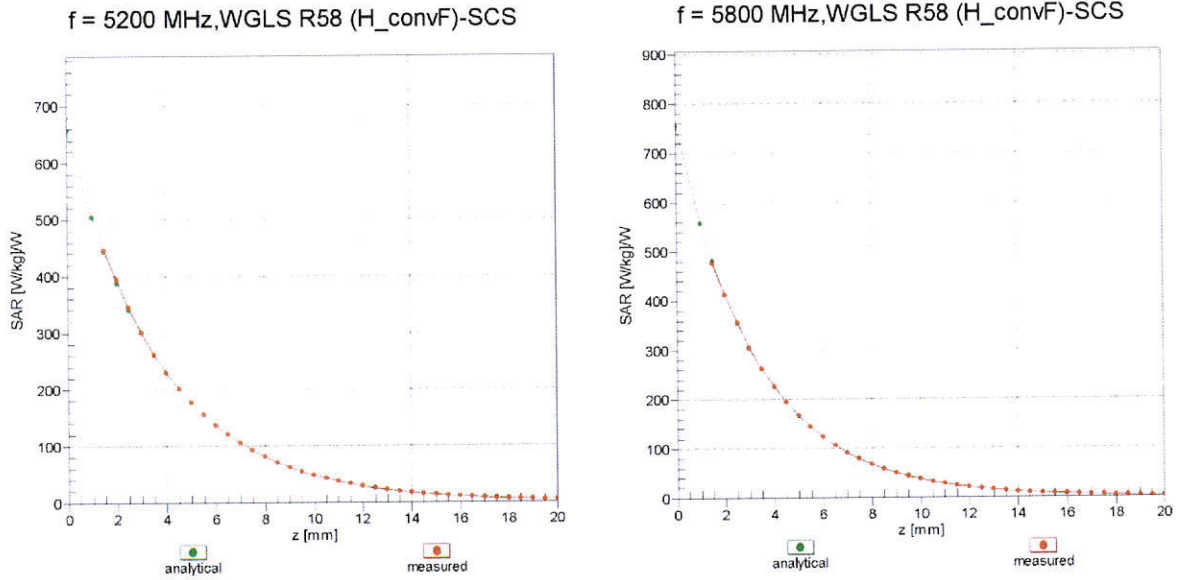 f = 5200 MHz,WGLS R58 (H_convF)-SCS
700
600
500
400
300
200
100
0
SAR [W/kg]/W
0 2 4 6 8 10 12 14 16 18 20
z [mm]
analytical measured
f = 5800 MHz,WGLS R58 (H_convF)-SCS
900
800
700
600
500
400
300
200
100
0
SAR [W/kg]/W
0 2 4 6 8 10 12 14 16 18 20
z [mm]
analytical measured